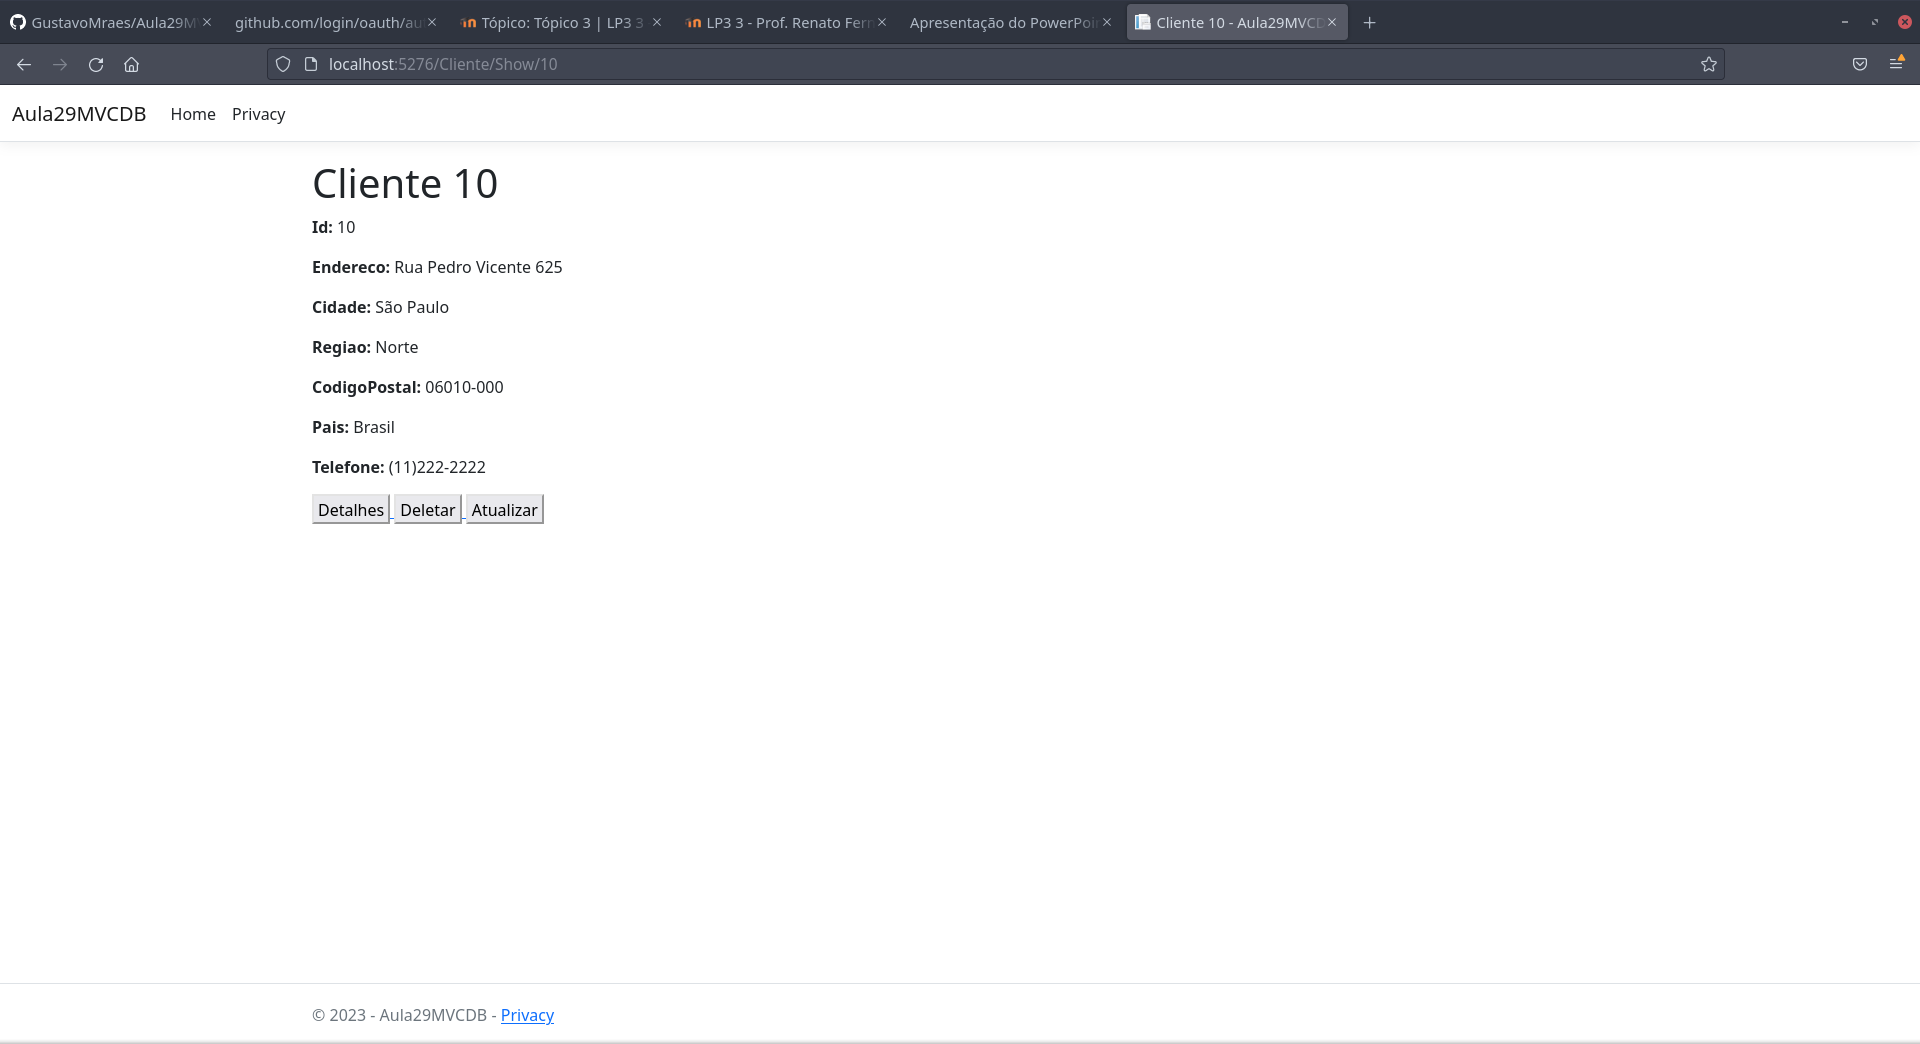 GustavoMraes/Aula29M
github.com/login/oauth/au
Tópico: Tópico 3 | LP3 3
LP3 3 - Prof. Renato Fern
Apresentação do PowerPoi
Cliente 10 - Aula29MVCD
localhost:5276/Cliente/Show/10
Aula29MVCDB Home Privacy
Cliente 10
Id: 10
Endereco: Rua Pedro Vicente 625
Cidade: São Paulo
Regiao: Norte
CodigoPostal: 06010-000
Pais: Brasil
Telefone: (11)222-2222
Detalhes Deletar Atualizar
© 2023 - Aula29MVCDB - Privacy